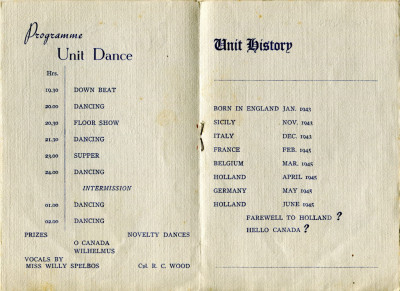 Programme
Unit Dance
Hrs.
19.30 DOWN BEAT
20.00 DANCING
20.30 FLOOR SHOW
21.30 DANCING
23.00 SUPPER
24.00 DANCING
INTERMISSION
01.00 DANCING
02.00 DANCING
PRIZES NOVELTY DANCES
O CANADA
WILHELMUS
VOCALS BY
MISS WILLY SPELBOS Cpl. R. C. WOOD
Unit History
BORN IN ENGLAND JAN. 1943
SICILY NOV. 1943
ITALY DEC. 1943
FRANCE FEB. 1945
BELGIUM MAR. 1945
HOLLAND APRIL 1945
GERMANY MAY 1945
HOLLAND JUNE 1945
FAREWELL TO HOLLAND ?
HELLO CANADA ?